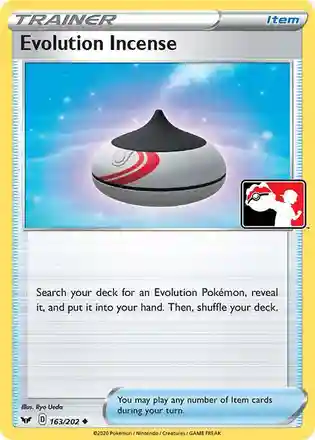 TRAINER Item
Evolution Incense
Search your deck for an Evolution Pokémon, reveal
it, and put it into your hand. Then, shuffle your deck.
Illus. Ryo Ueda
D 163/202
You may play any number of Item cards
during your turn.
©2020 Pokémon / Nintendo / Creatures / GAME FREAK